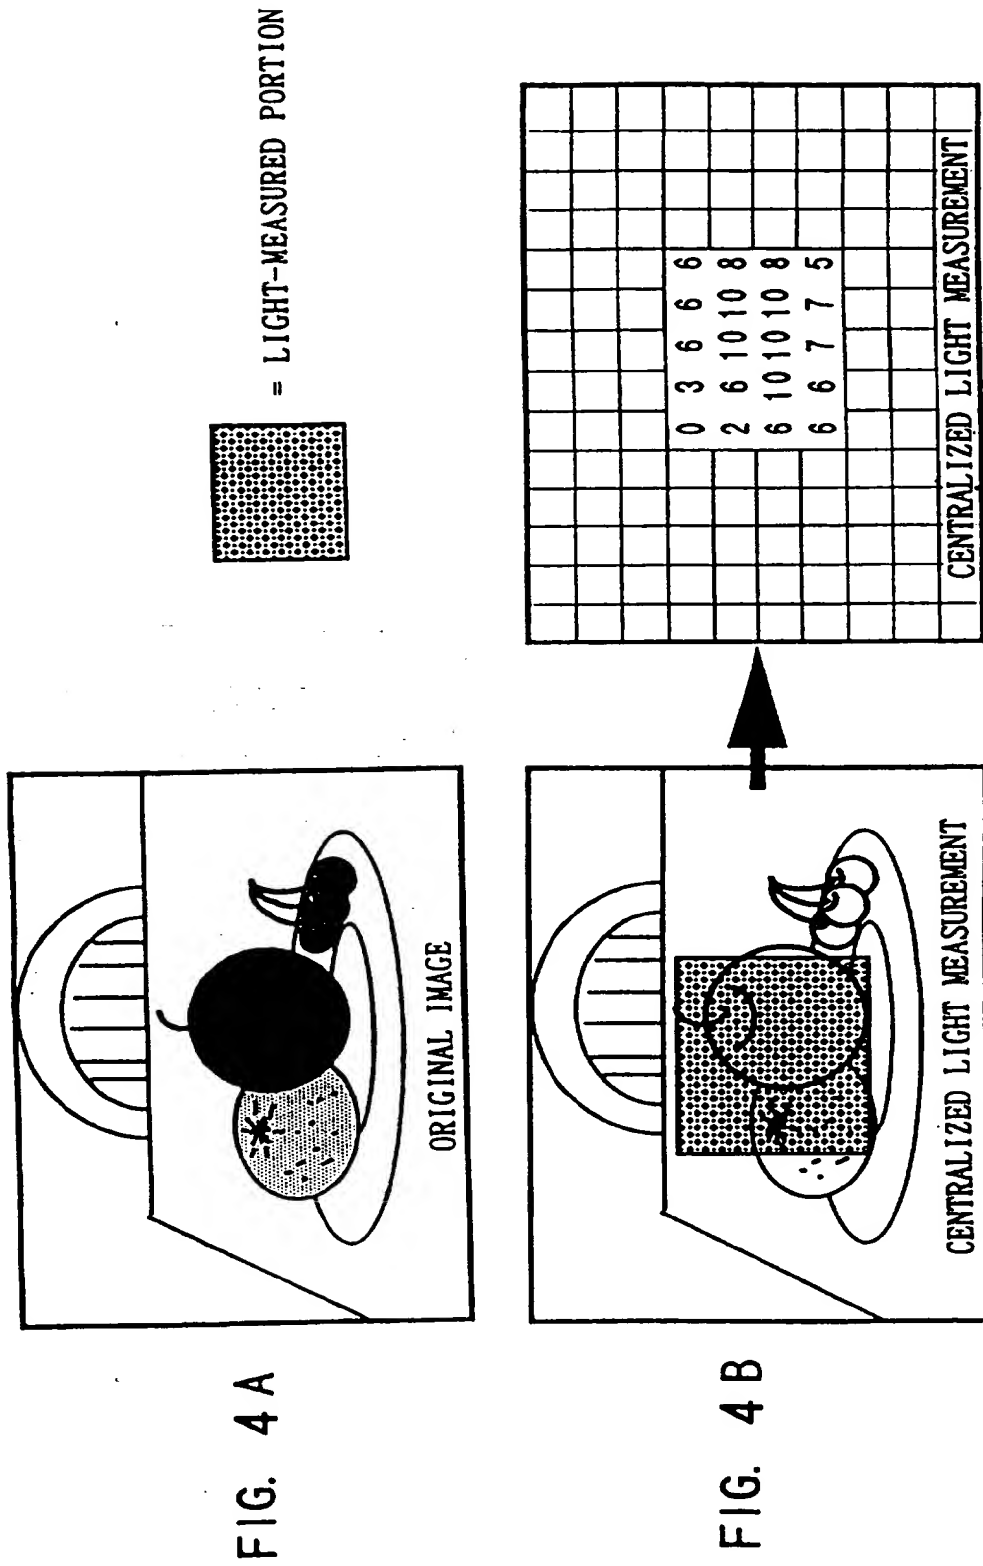 FIG. 4A
= LIGHT-MEASURED PORTION
ORIGINAL IMAGE
FIG. 4B
0 3 6 6 6
2 6 10 10 8
6 10 10 10 8
6 6 7 7 5
CENTRALIZED LIGHT MEASUREMENT
CENTRALIZED LIGHT MEASUREMENT